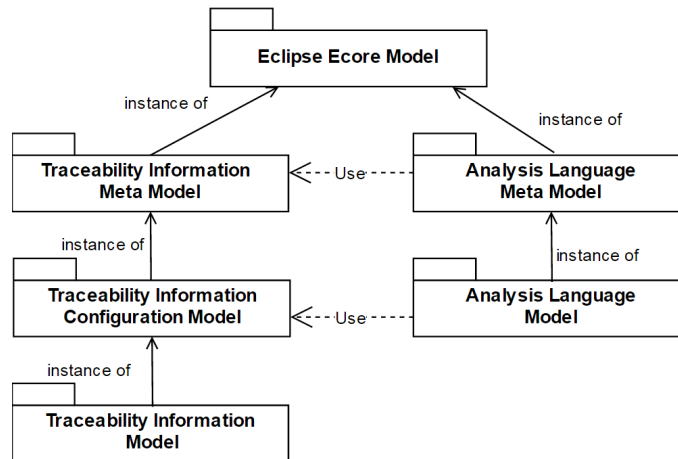 Eclipse Ecore Model
instance of
instance of
Traceability Information
Meta Model
Use
Analysis Language
Meta Model
instance of
instance of
Traceability Information
Configuration Model
Use
Analysis Language
Model
instance of
Traceability Information
Model